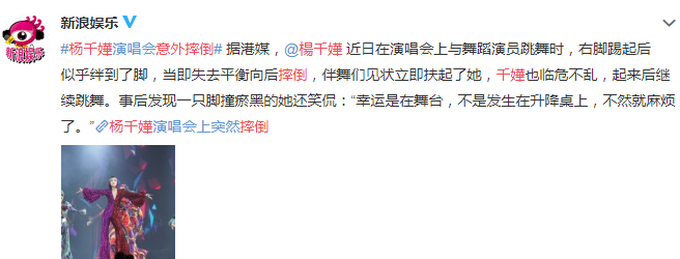 新浪娱乐
新浪娱乐
#杨千嬅演唱会意外摔倒# 据港媒，@楊千嬅 近日在演唱会上与舞蹈演员跳舞时，右脚踢起后
似乎绊到了脚，当即失去平衡向后摔倒，伴舞们见状立即扶起了她，千嬅也临危不乱，起来后继
续跳舞。事后发现一只脚撞瘀黑的她还笑侃：“幸运是在舞台，不是发生在升降桌上，不然就麻烦
了。”杨千嬅演唱会上突然摔倒